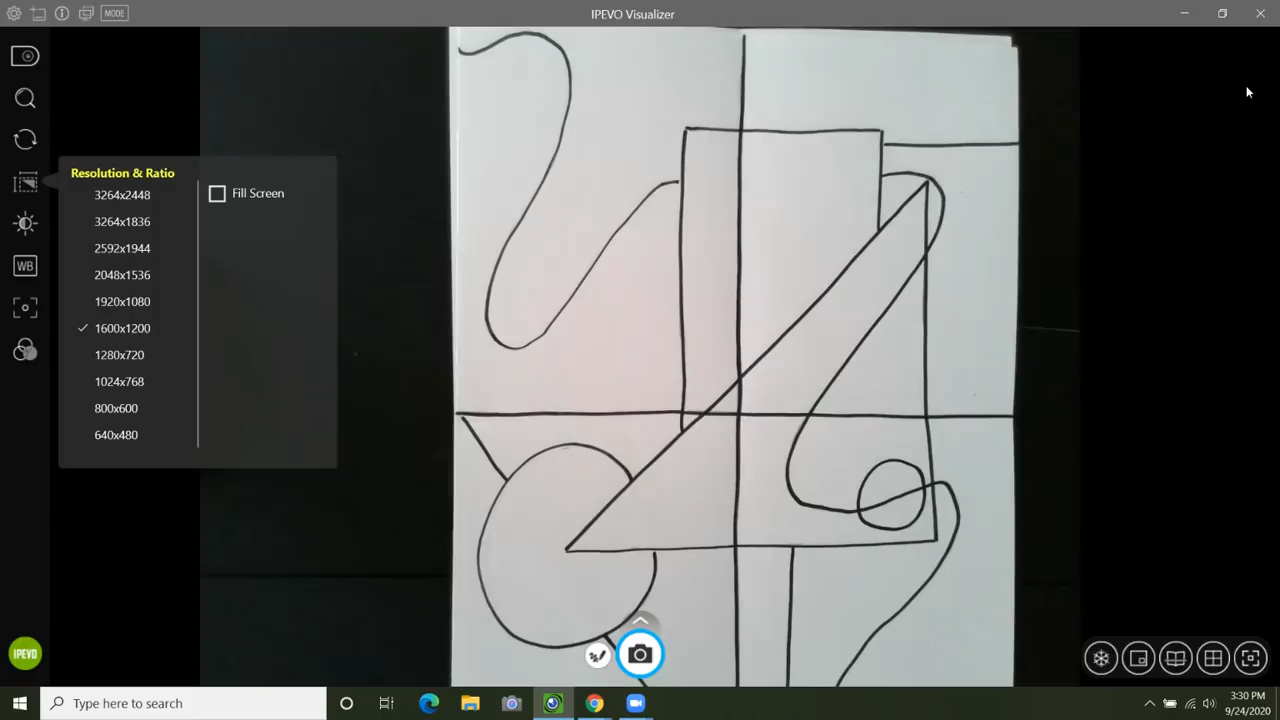 MODE
IPEVO Visualizer
Resolution & Ratio
3264x2448
Fill Screen
3264x1836
2592x1944
2048x1536
1920x1080
1600x1200
1280x720
1024x768
800x600
640x480
WB
IPEVO
Type here to search
3:30 PM
9/24/2020